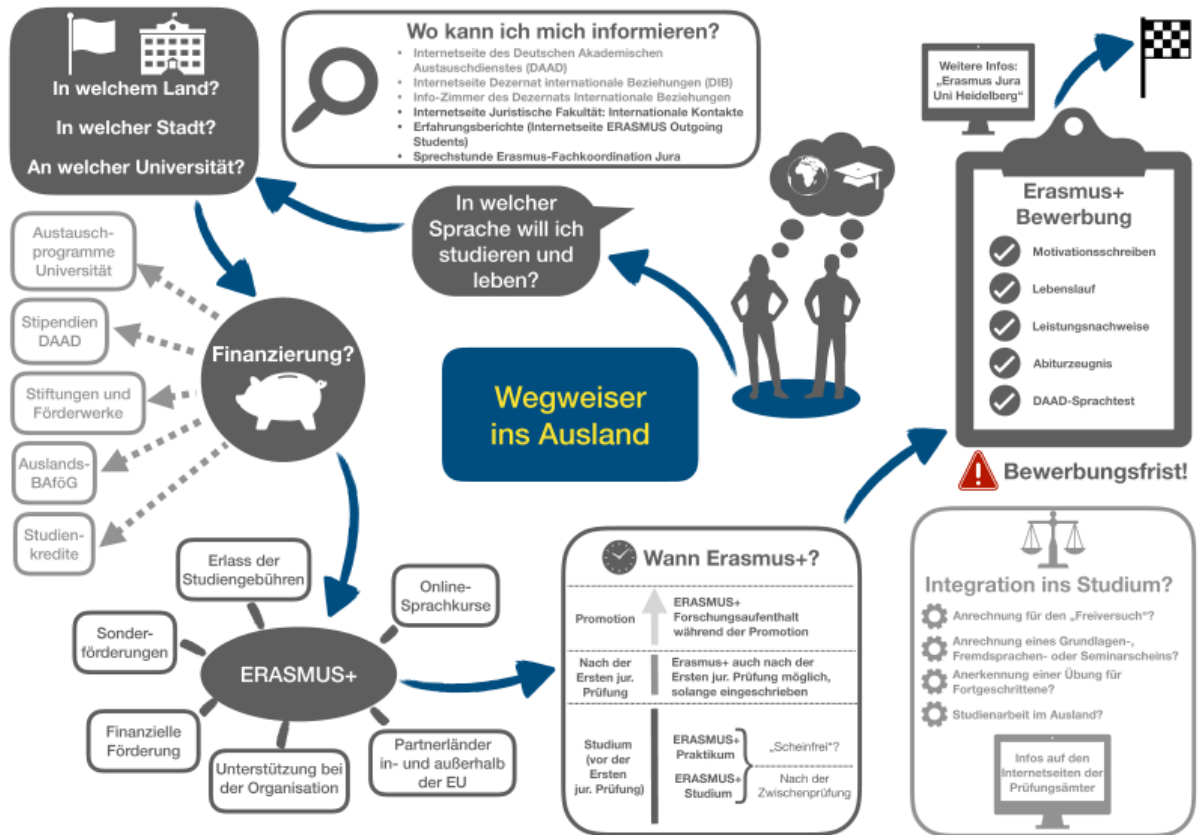 In welchem Land?
In welcher Stadt?
An welcher Universität?
Wo kann ich mich informieren?
• Internetseite des Deutschen Akademischen
Austauschdienstes (DAAD)
• Internetseite Dezernat internationale Beziehungen (DIB)
• Info-Zimmer des Dezernats Internationale Beziehungen
• Internetseite Juristische Fakultät: Internationale Kontakte
• Erfahrungsberichte (Internetseite ERASMUS Outgoing
Students)
• Sprechstunde Erasmus-Fachkoordination Jura
In welcher
Sprache will ich
studieren und
leben?
Wegweiser
ins Ausland
Finanzierung?
Austausch-
programme
Universität
Stipendien
DAAD
Stiftungen und
Förderwerke
Auslands-
BAföG
Studien-
kredite
ERASMUS+
Erlass der
Studiengebühren
Online-
Sprachkurse
Sonder-
förderungen
Finanzielle
Förderung
Unterstützung bei
der Organisation
Partnerländer
in- und außerhalb
der EU
Wann Erasmus+?
Promotion
ERASMUS+
Forschungsaufenthalt
während der Promotion
Nach der
Ersten jur.
Prüfung
Erasmus+ auch nach der
Ersten jur. Prüfung möglich,
solange eingeschrieben
Studium
(vor der
Ersten
jur. Prüfung)
ERASMUS+
Praktikum
ERASMUS+
Studium
„Scheinfrei“?
Nach der
Zwischenprüfung
Weitere Infos:
„Erasmus Jura
Uni Heidelberg“
Erasmus+
Bewerbung
Motivationsschreiben
Lebenslauf
Leistungsnachweise
Abiturzeugnis
DAAD-Sprachtest
Bewerbungsfrist!
Integration ins Studium?
Anrechnung für den „Freiversuch“?
Anrechnung eines Grundlagen-,
Fremdsprachen- oder Seminarscheins?
Anerkennung einer Übung für
Fortgeschrittene?
Studienarbeit im Ausland?
Infos auf den
Internetseiten der
Prüfungsämter